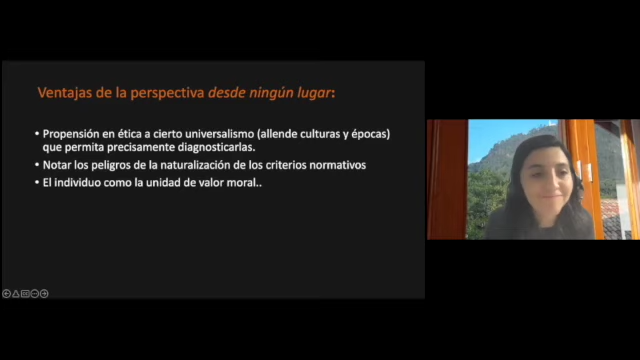 Ventajas de la perspectiva desde ningún lugar:
• Propensión en ética a cierto universalismo (allende culturas y épocas)
que permita precisamente diagnosticarlas.
• Notar los peligros de la naturalización de los criterios normativos
• El individuo como la unidad de valor moral..